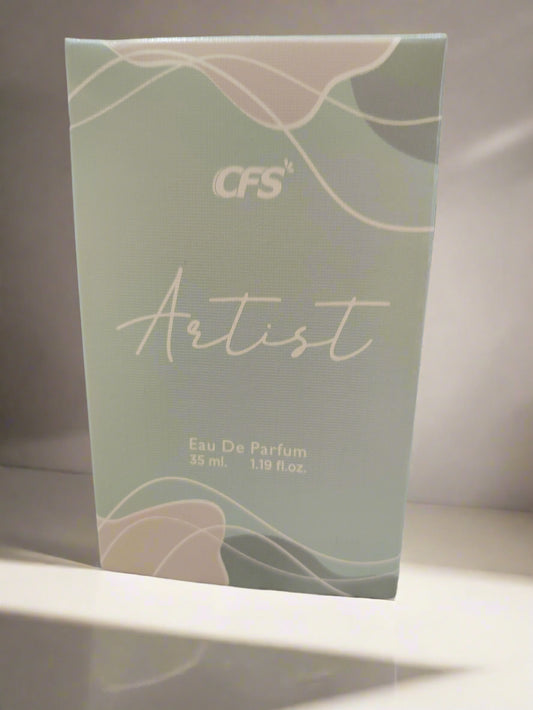 CFS
Artist
Eau De Parfum
35 ml. 1.19 fl.oz.